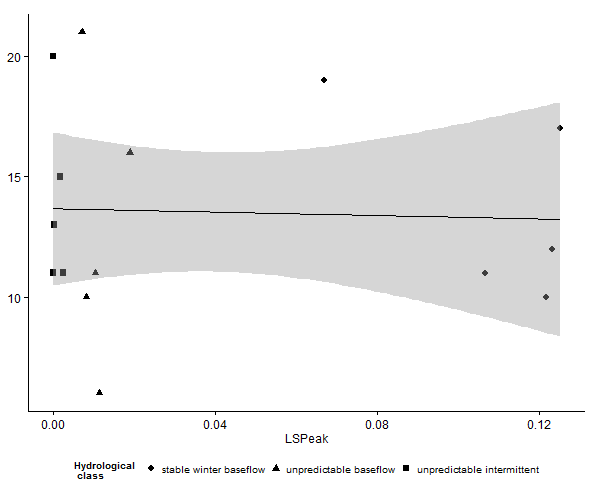 20
15
10
0.00 0.04 0.08 0.12
LSPeak
Hydrological
class
stable winter baseflow unpredictable baseflow unpredictable intermittent